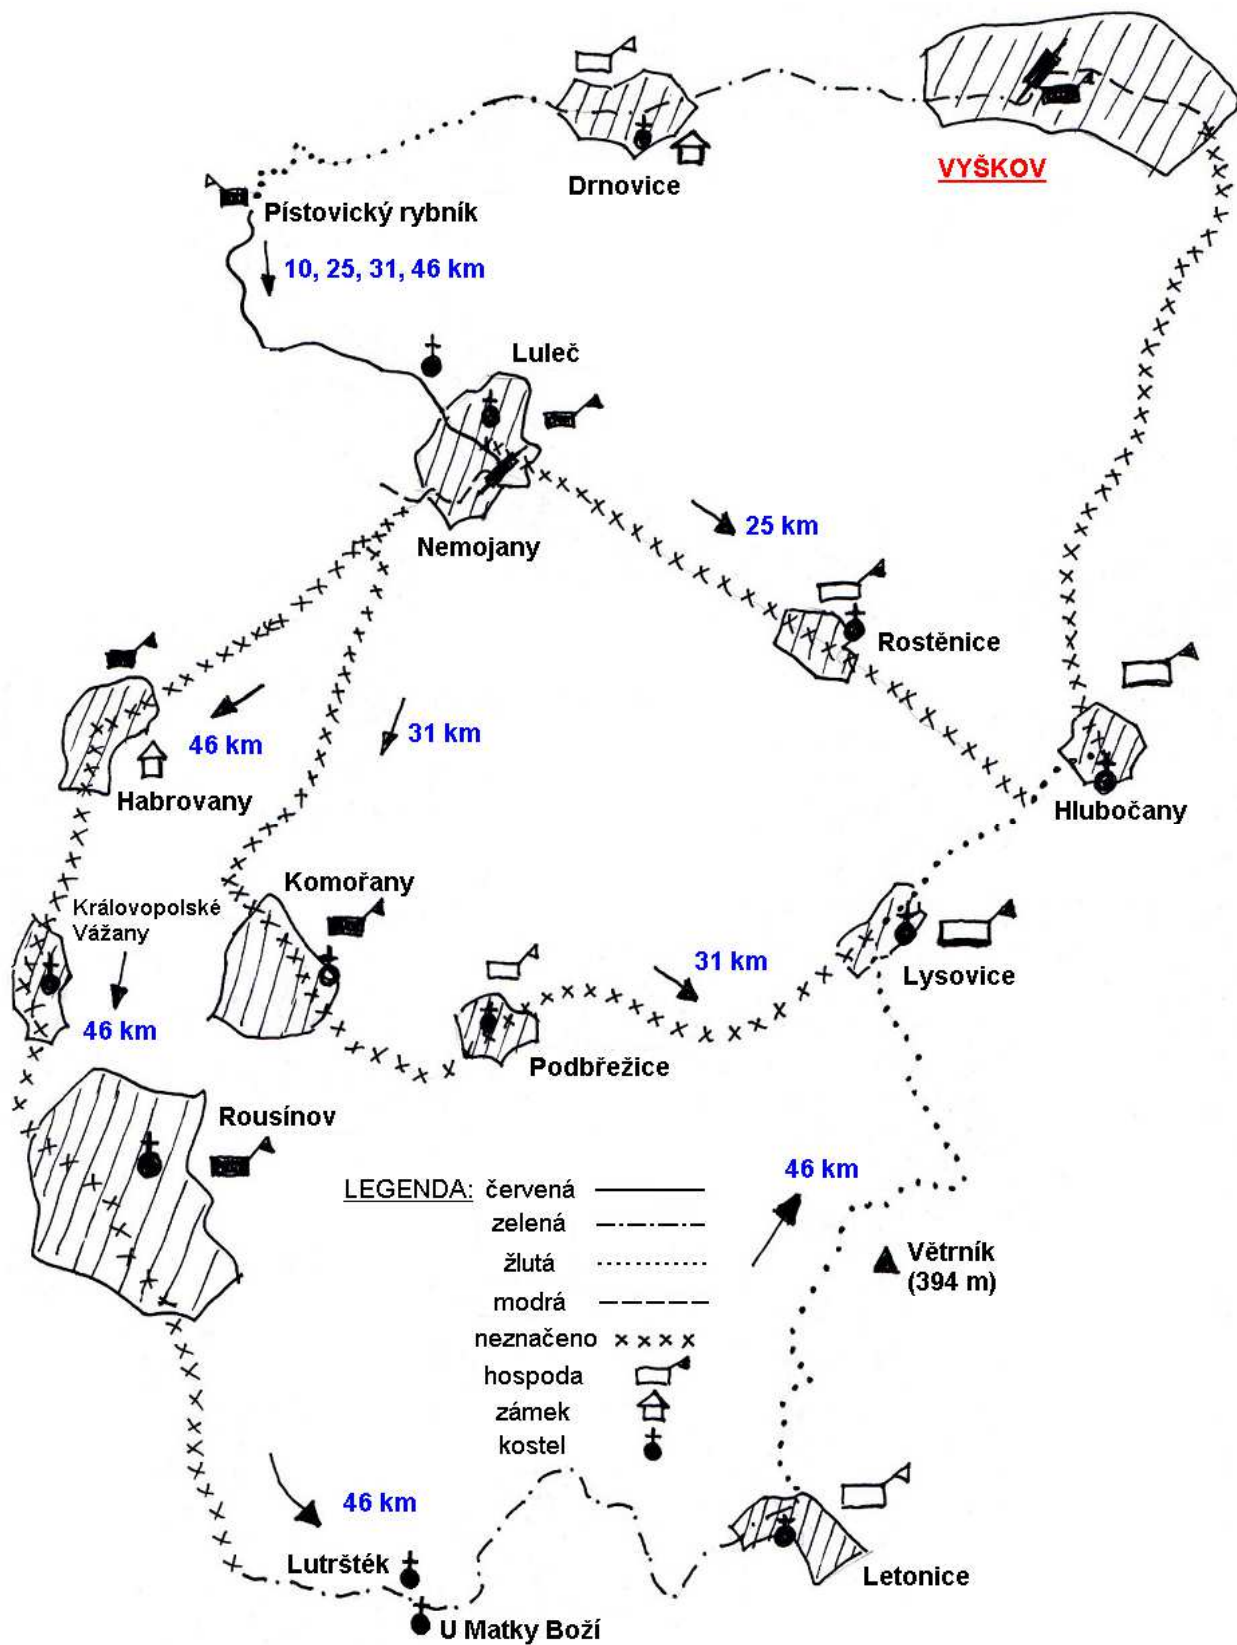 VYŠKOV
Drnovice
Pístovický rybník
10, 25, 31, 46 km
Luleč
25 km
Nemojany
Rostěnice
31 km
46 km
Habrovany
Hlubočany
Komořany
Královopolské
Vážany
31 km
Lysovice
46 km
Podbřežice
Rousínov
46 km
LEGENDA: červená
zelená
žlutá
modrá
neznačeno
hospoda
zámek
kostel
Větrník
(394 m)
46 km
Lutršték
Letonice
U Matky Boží